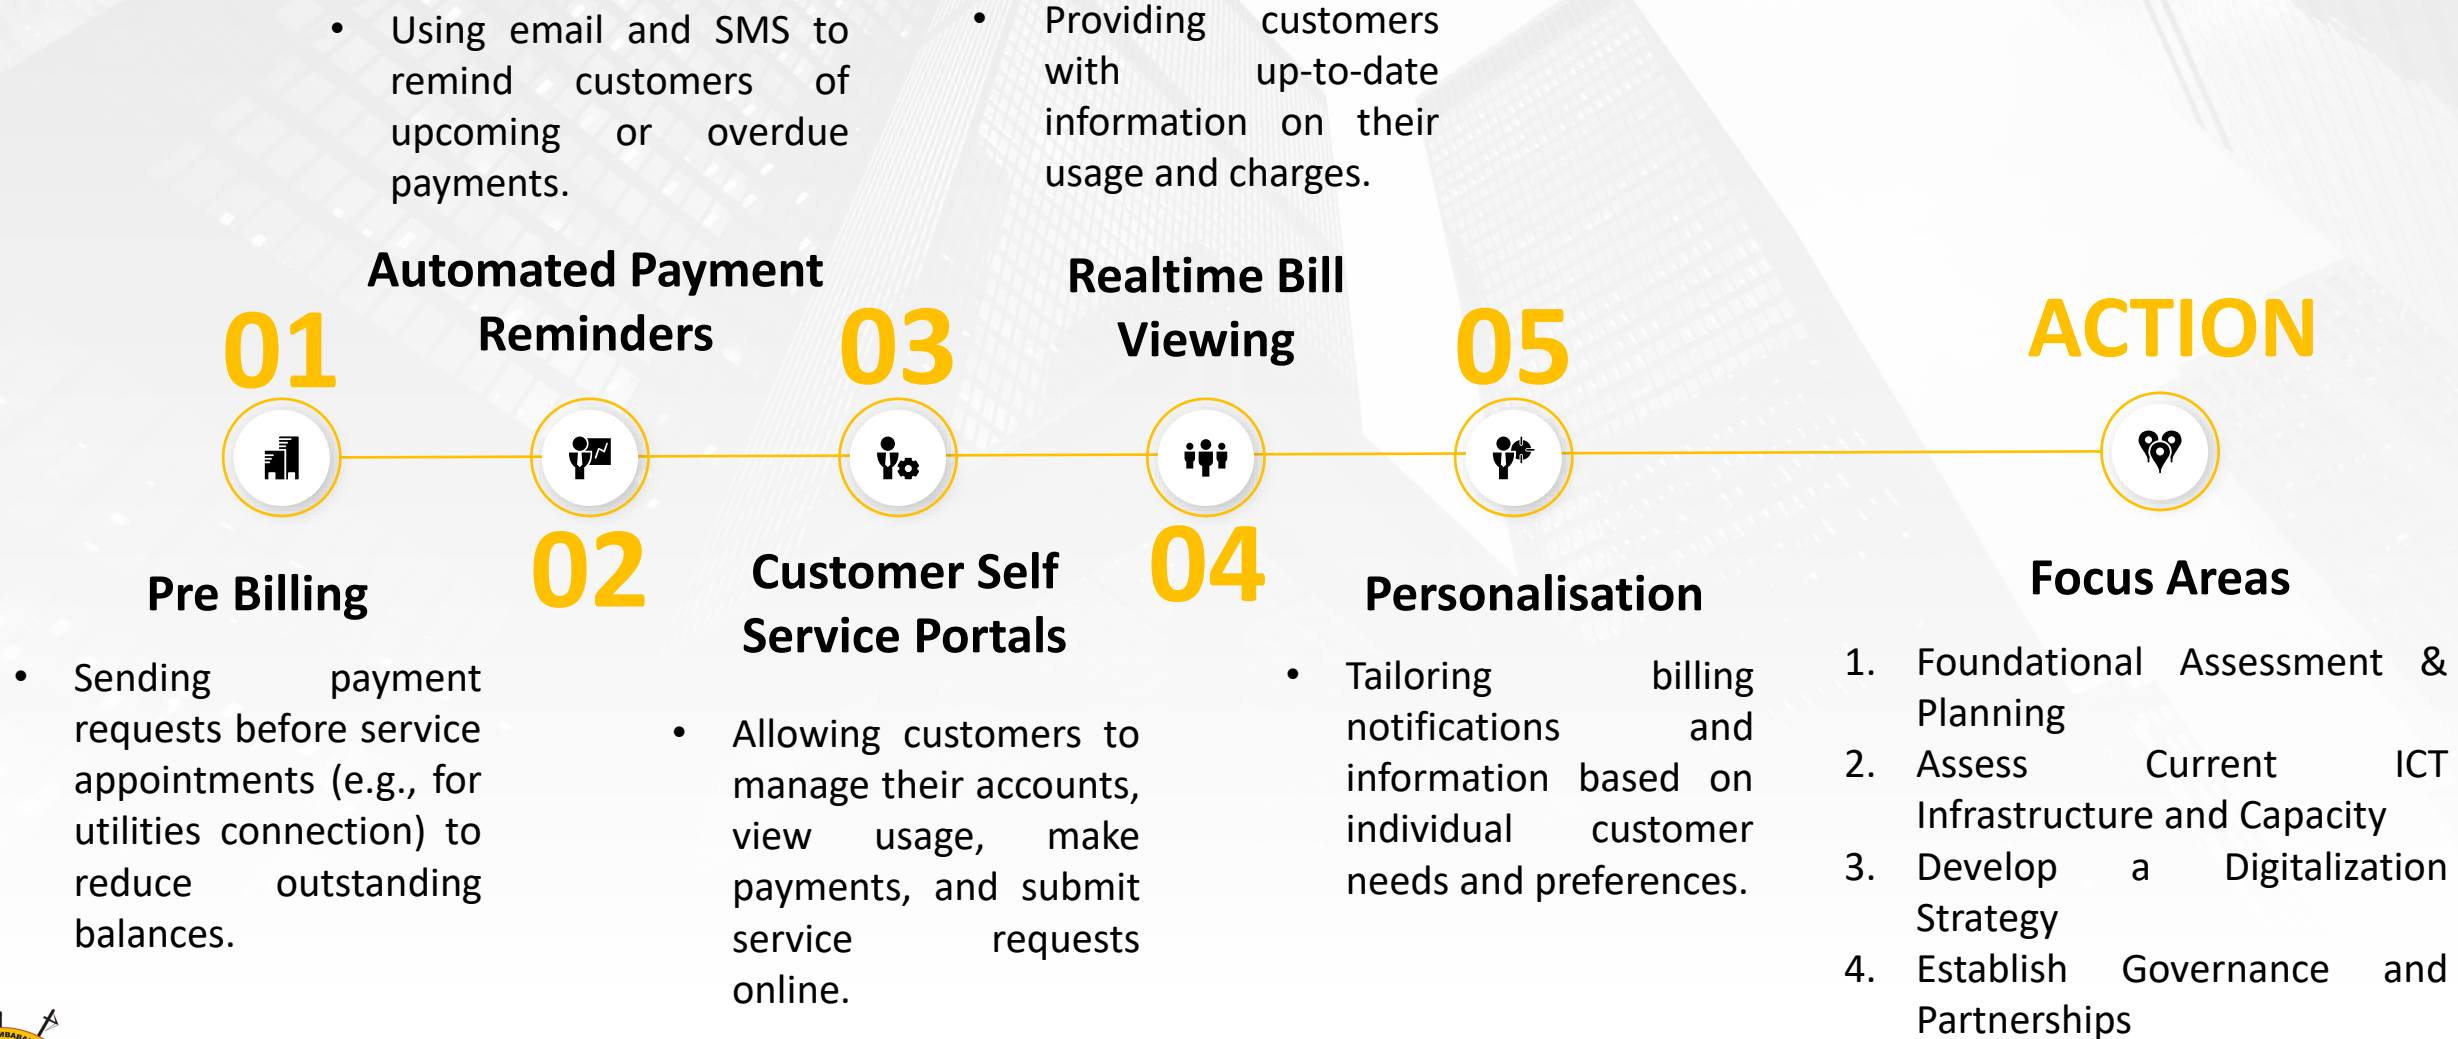 • Using email and SMS to
remind customers of
upcoming or overdue
payments.
• Providing customers
with up-to-date
information on their
usage and charges.
Automated Payment
Reminders
Realtime Bill
Viewing
01
03
05
ACTION
02
04
Pre Billing
• Sending payment
requests before service
appointments (e.g., for
utilities connection) to
reduce outstanding
balances.
Customer Self
Service Portals
• Allowing customers to
manage their accounts,
view usage, make
payments, and submit
service requests
online.
Personalisation
• Tailoring billing
notifications and
information based on
individual customer
needs and preferences.
Focus Areas
1. Foundational Assessment &
Planning
2. Assess Current ICT
Infrastructure and Capacity
3. Develop a Digitalization
Strategy
4. Establish Governance and
Partnerships